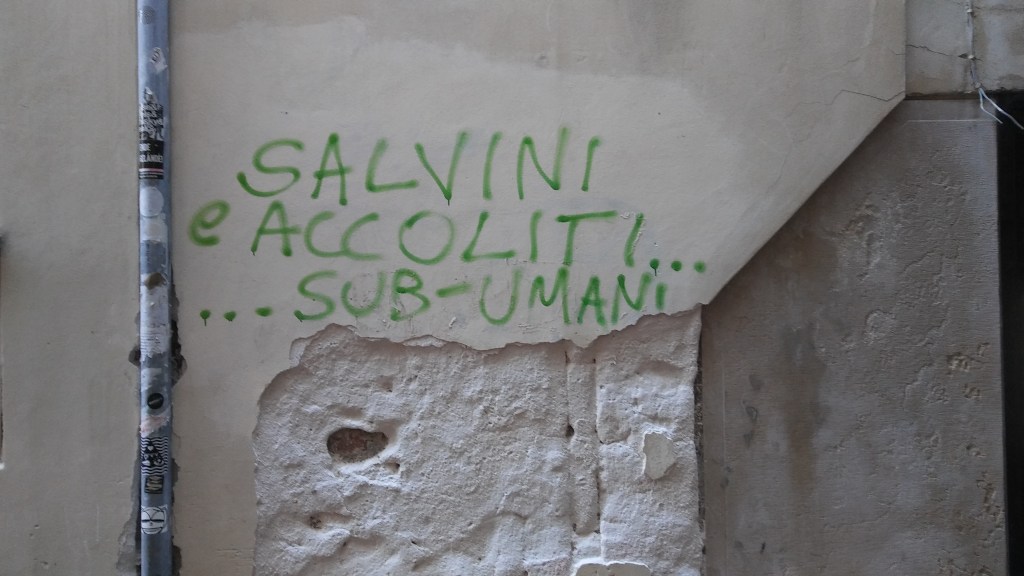 SALVINI
e ACCOLITI...
...SUB-UMANi